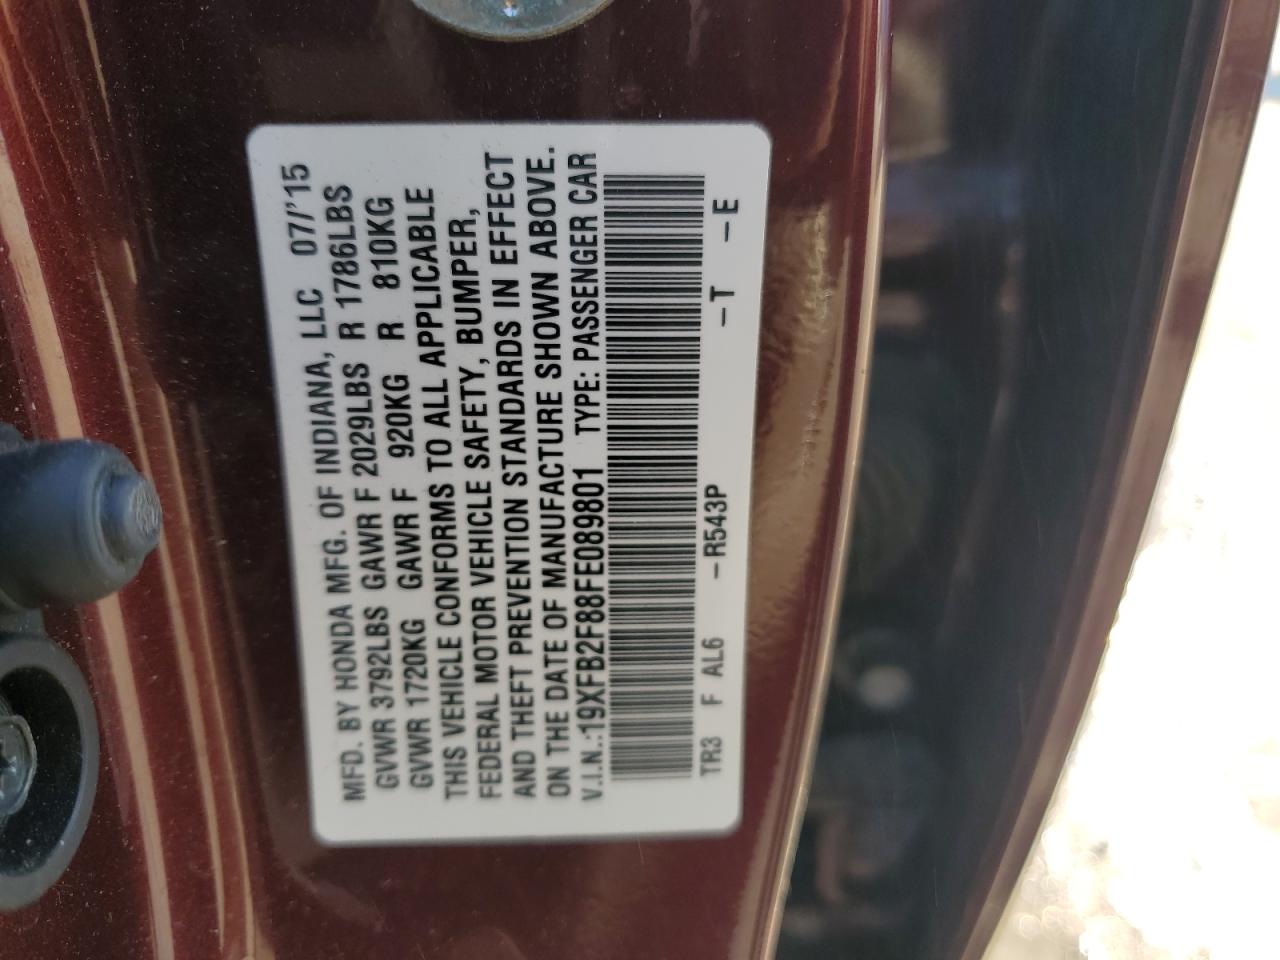 MFD. BY HONDA MFG. OF INDIANA, LLC 07/'15
GVWR 3792LBS GAWR F 2029LBS R 1786LBS
GVWR 1720KG GAWR F 920KG R 810KG
THIS VEHICLE CONFORMS TO ALL APPLICABLE
FEDERAL MOTOR VEHICLE SAFETY, BUMPER,
AND THEFT PREVENTION STANDARDS IN EFFECT
ON THE DATE OF MANUFACTURE SHOWN ABOVE.
V.I.N.:19XFB2F88FE089801 TYPE: PASSENGER CAR
TR3 F AL6 -R543P -T -E